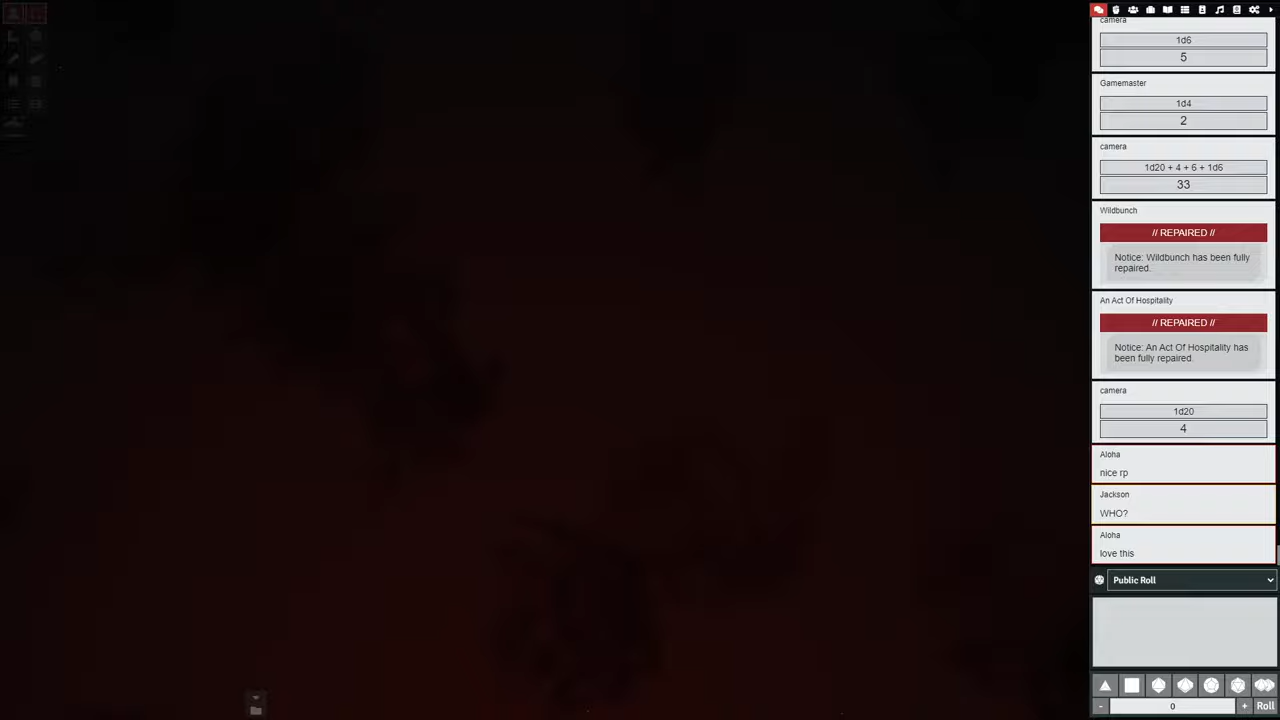 camera
1d6
5
Gamemaster
1d4
2
camera
1d20 + 4 + 6 + 1d6
33
Wildbunch
// REPAIRED //
Notice: Wildbunch has been fully
repaired.
An Act Of Hospitality
// REPAIRED //
Notice: An Act Of Hospitality has
been fully repaired.
camera
1d20
4
Aloha
nice rp
Jackson
WHO?
Aloha
love this
Public Roll
- 0 + Roll